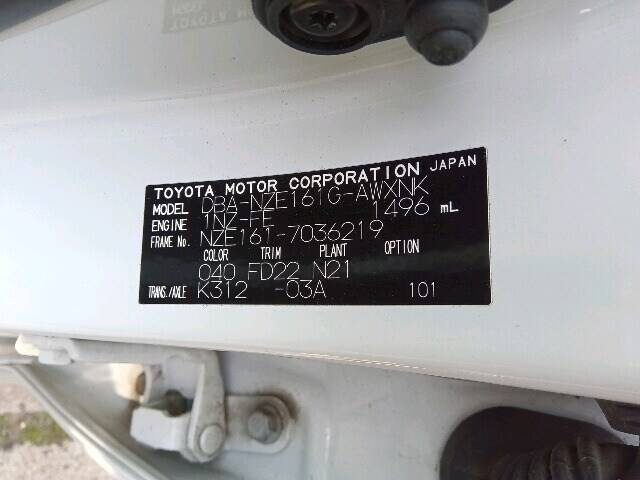 TOYOTA MOTOR CORPORATION JAPAN
MODEL DBA-NZE161G-AWXNK
ENGINE 1NZ-FE 1496 mL
FRAME No. NZE161-7036219
COLOR TRIM PLANT OPTION
040 FD22 N21
TRANS./AXLE K312 -03A 101